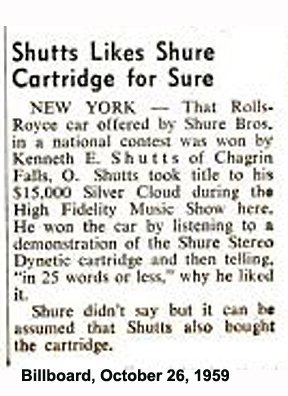 Shutts Likes Shure
Cartridge for Sure
NEW YORK — That Rolls-
Royce car offered by Shure Bros.
in a national contest was won by
Kenneth E. Shutts of Chagrin
Falls, O. Shutts took title to his
$15,000 Silver Cloud during the
High Fidelity Music Show here.
He won the car by listening to a
demonstration of the Shure Stereo
Dynetic cartridge and then telling,
"in 25 words or less," why he liked
it.
Shure didn't say but it can be
assumed that Shutts also bought
the cartridge.
Billboard, October 26, 1959